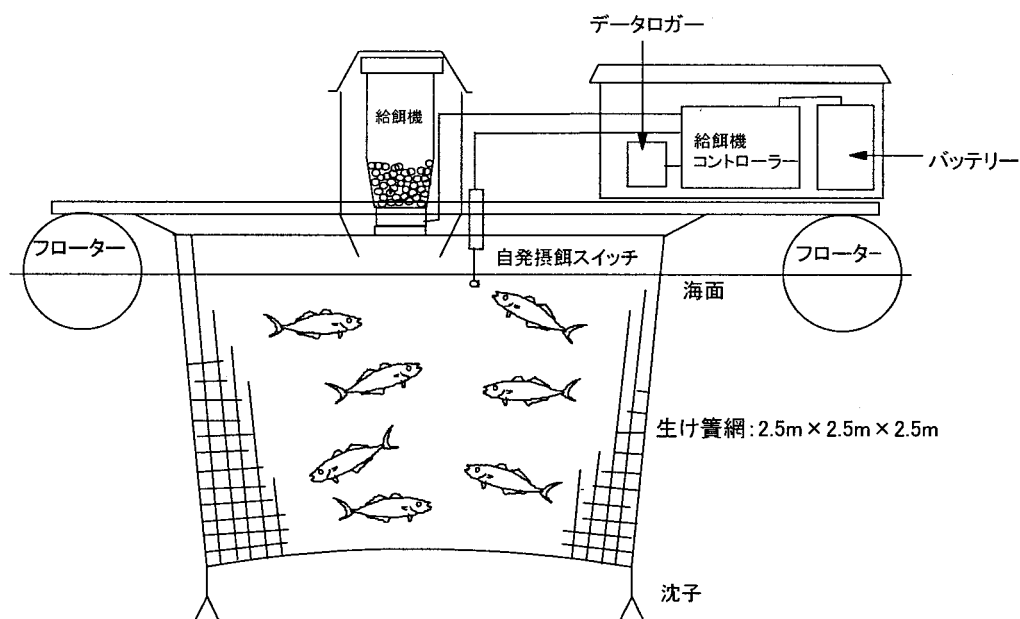 データロガー
給餌機
給餌機
コントローラー
バッテリー
フローター
自発摂餌スイッチ
フローター
海面
生け簀網：2.5m×2.5m×2.5m
沈子